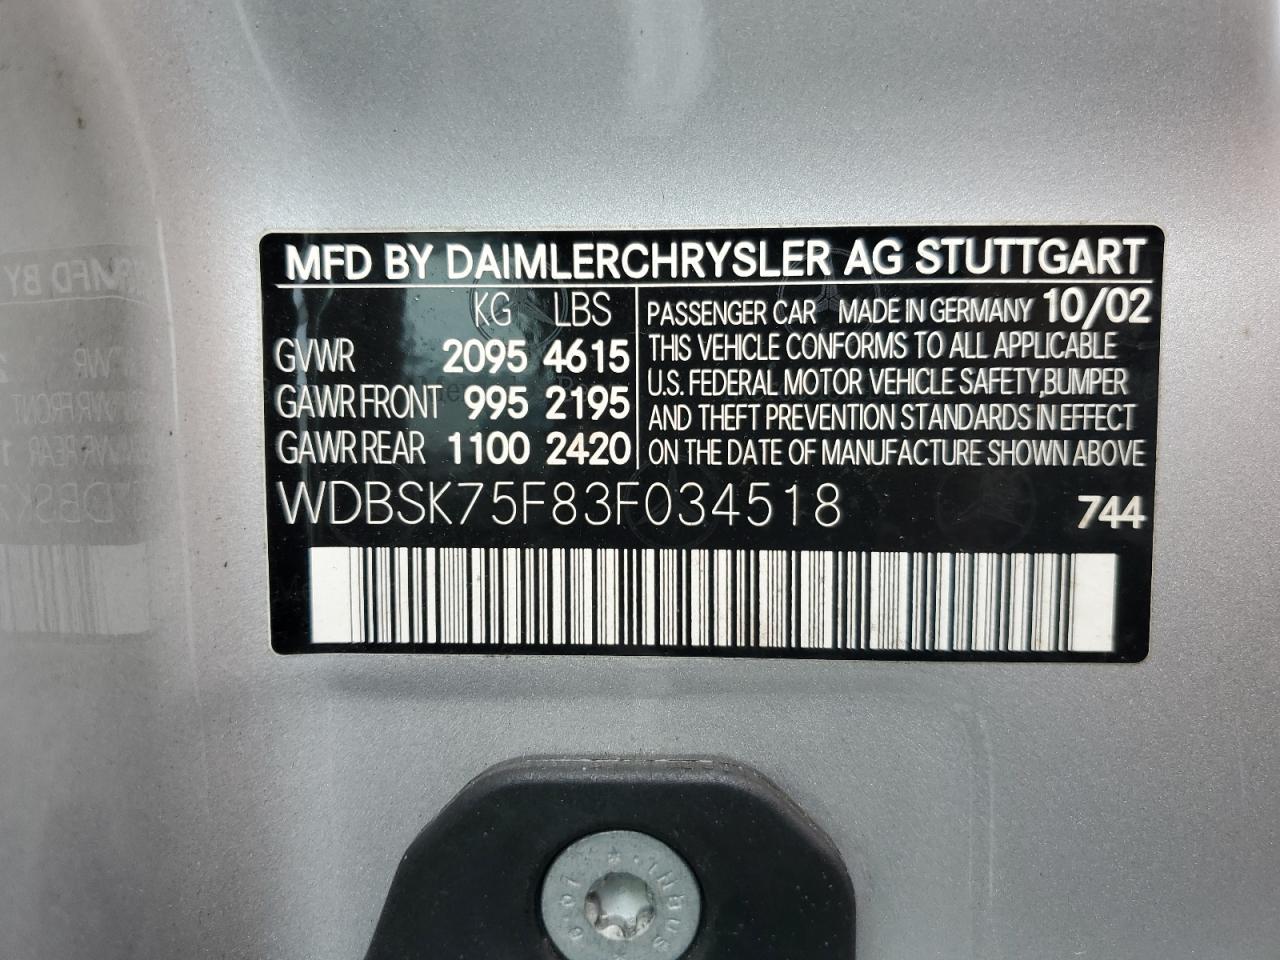 MFD BY DAIMLERCHRYSLER AG STUTTGART
KG LBS
GVWR 2095 4615
GAWR FRONT 995 2195
GAWR REAR 1100 2420
PASSENGER CAR MADE IN GERMANY 10/02
THIS VEHICLE CONFORMS TO ALL APPLICABLE
U.S. FEDERAL MOTOR VEHICLE SAFETY,BUMPER
AND THEFT PREVENTION STANDARDS IN EFFECT
ON THE DATE OF MANUFACTURE SHOWN ABOVE
WDBSK75F83F034518 744
INBUS